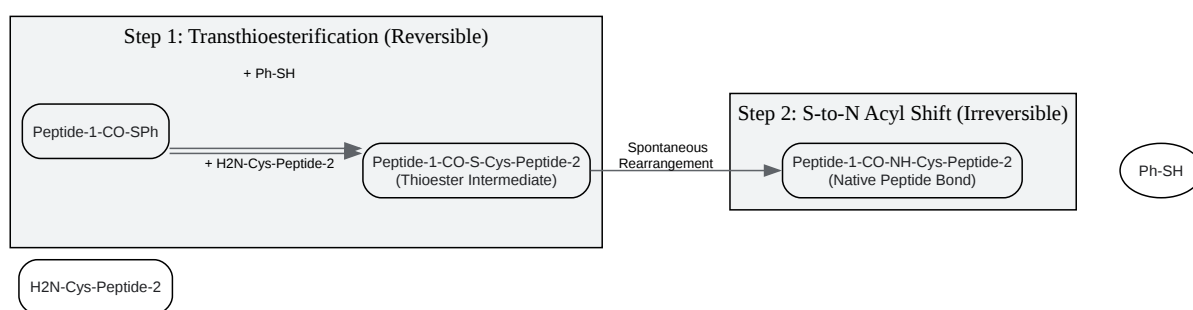 Step 1: Transthioesterification (Reversible)
+ Ph-SH
Peptide-1-CO-SPh
+ H2N-Cys-Peptide-2
Peptide-1-CO-S-Cys-Peptide-2
(Thioester Intermediate)
Spontaneous
Rearrangement
Step 2: S-to-N Acyl Shift (Irreversible)
Peptide-1-CO-NH-Cys-Peptide-2
(Native Peptide Bond)
Ph-SH
H2N-Cys-Peptide-2